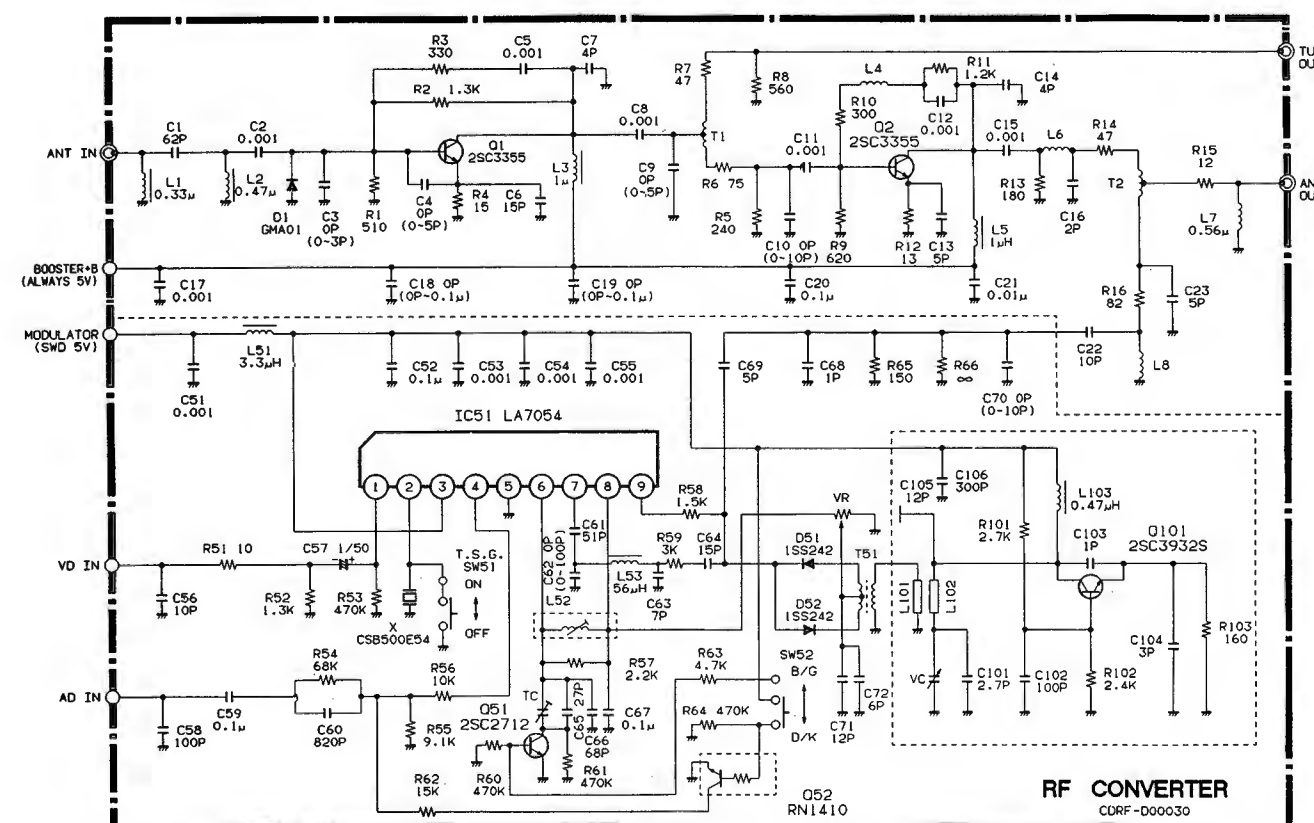 R3
330
C5
0.001
C7
4P
R2 1.3K
R7
47
R8
560
L4
R11
1.2K
C14
4P
TU
OU
C1
62P
C2
0.001
Q1
2SC3355
C8
0.001
T1
R10
300
C12
0.001
Q2
2SC3355
C11
0.001
C15
0.001
L6
R14
47
R15
12
ANT IN
L1
0.33μ
L2
0.47μ
D1
GMA01
C3
0P
(0~3P)
R1
510
C4
0P
(0~5P)
R4
15
C6
15P
L3
1μ
C9
0P
(0~5P)
R6 75
R5
240
C10 0P
(0~10P)
R9
620
R12
13
C13
5P
L5
1μH
R13
180
C16
2P
T2
L7
0.56μ
AN
OU
BOOSTER+B
(ALWAYS 5V)
C17
0.001
C18 0P
(0P~0.1μ)
C19 0P
(0P~0.1μ)
C20
0.1μ
C21
0.01μ
R16
82
C23
5P
MODULATOR
(SWD 5V)
L51
3.3μH
C51
0.001
C52
0.1μ
C53
0.001
C54
0.001
C55
0.001
C69
5P
C68
1P
R65
150
R66
∞
C70 0P
(0-10P)
C22
10P
L8
IC51 LA7054
1
2
3
4
5
6
7
8
9
R58
1.5K
VR
C105
12P
C106
300P
L103
0.47μH
R101
2.7K
C103
1P
Q101
2SC3932S
VD IN
R51 10
C57 1/50
+
T.S.G.
SW51
ON
OFF
C56
10P
R52
1.3K
R53
470K
X
CSB500E54
C61
51P
C62 0P
(0~100P)
L52
L53
56μH
R59
3K
C64
15P
C63
7P
D51
1SS242
D52
1SS242
T51
L101
L102
C104
3P
R103
160
AD IN
R54
68K
R56
10K
C58
100P
C59
0.1μ
C60
820P
R55
9.1K
Q51
2SC2712
TC
C65 27P
C66
68P
R57
2.2K
C67
0.1μ
R63
4.7K
SW52
B/G
D/K
R64 470K
C71
12P
C72
6P
VC
C101
2.7P
C102
100P
R102
2.4K
R62
15K
R60
470K
R61
470K
Q52
RN1410
RF CONVERTER
CDRF-D00030